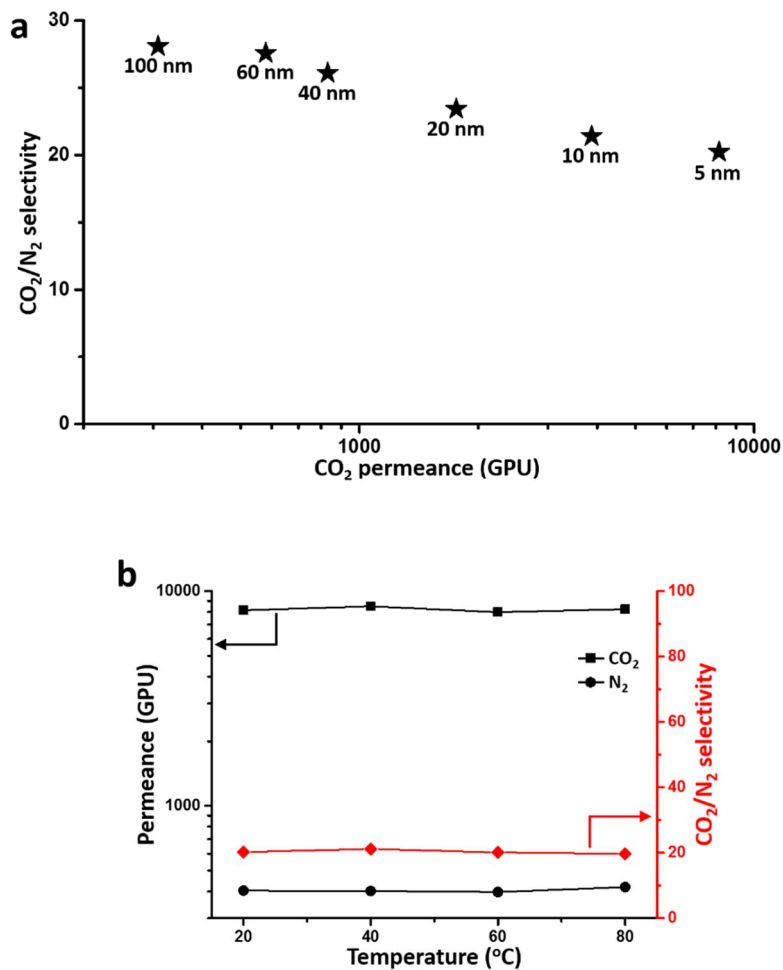 a
30
20
10
0
CO₂/N₂ selectivity
100 nm
60 nm
40 nm
20 nm
10 nm
5 nm
1000
10000
CO₂ permeance (GPU)
b
10000
1000
Permeance (GPU)
CO₂
N₂
100
80
60
40
20
0
CO₂/N₂ selectivity
20
40
60
80
Temperature (°C)